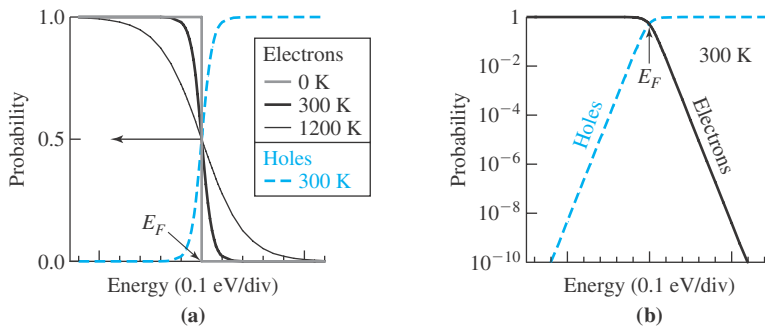 Probability
1.0
0.5
0.0
E_F
Electrons
0 K
300 K
1200 K
Holes
300 K
Energy (0.1 eV/div)
(a)
Probability
1
10^−2
10^−4
10^−6
10^−8
10^−10
300 K
E_F
Holes
Electrons
Energy (0.1 eV/div)
(b)